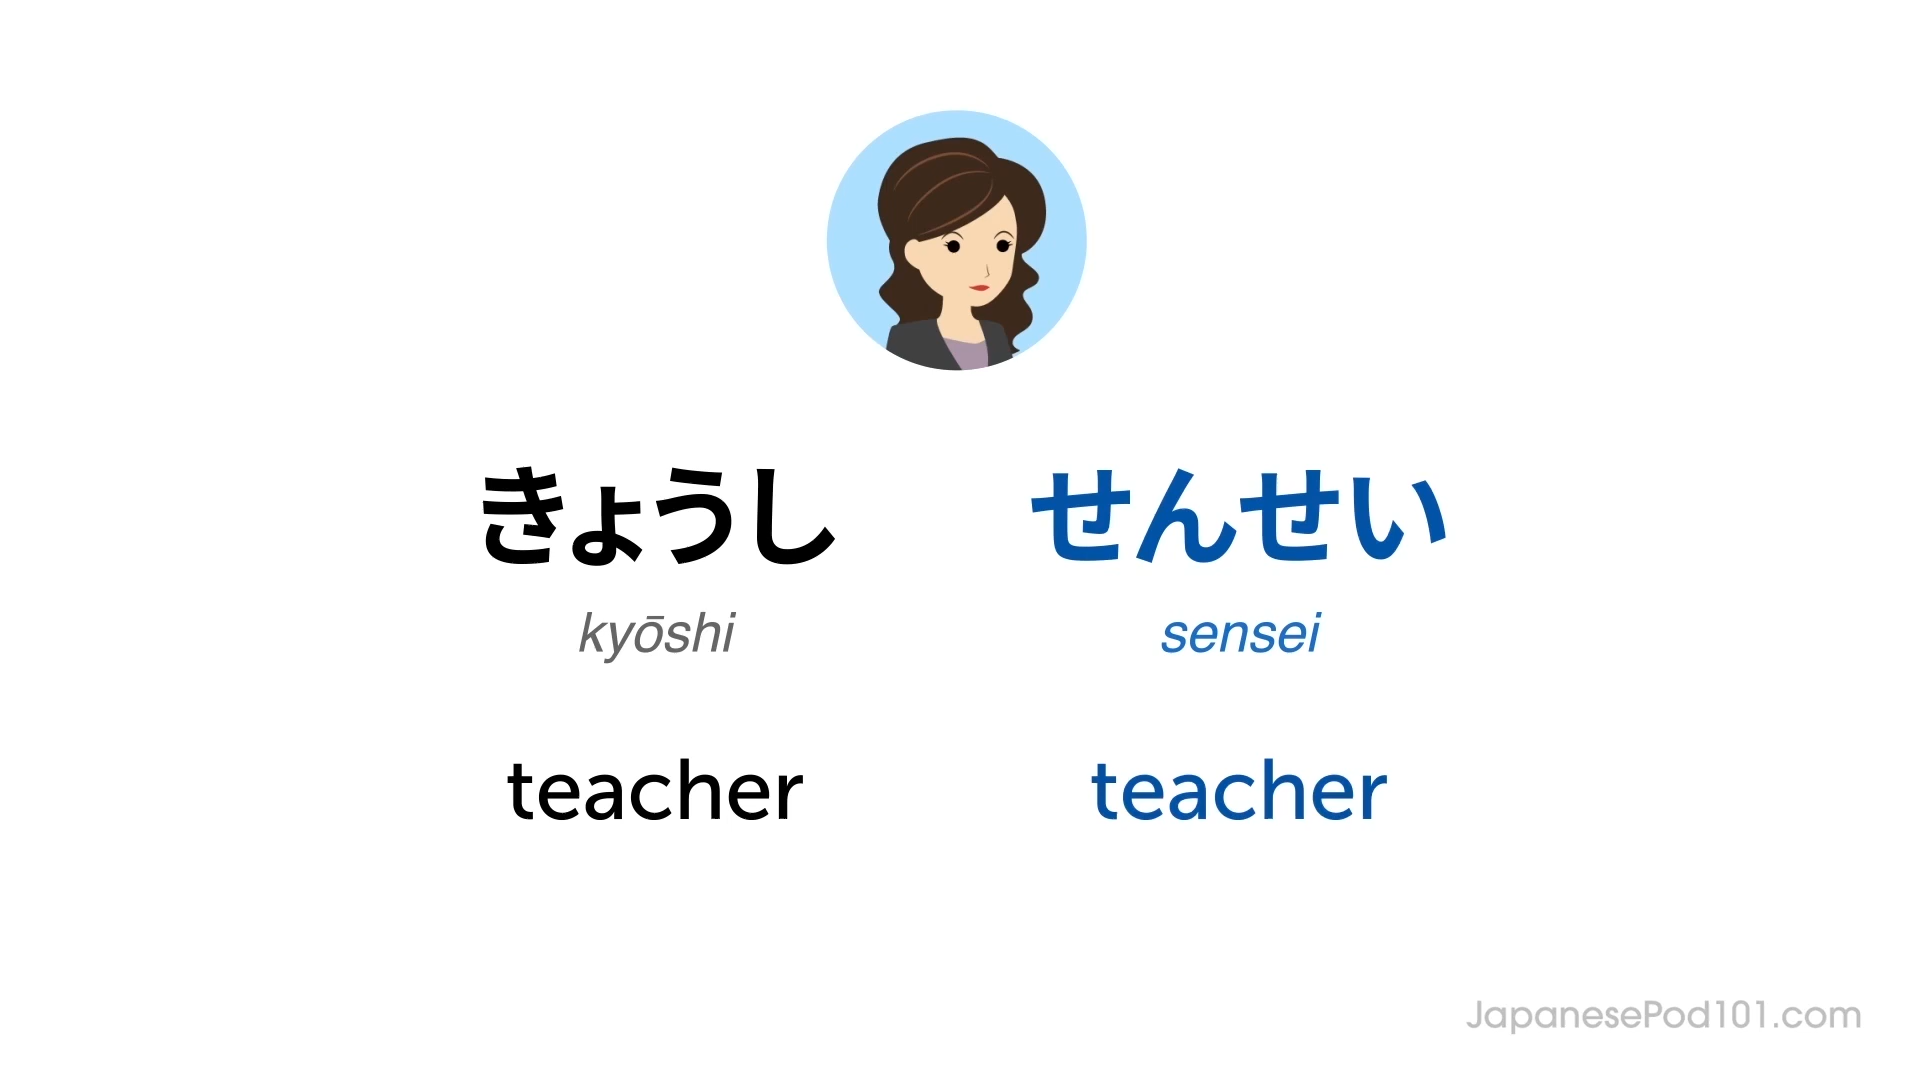 きょうし せんせい
kyōshi sensei
teacher teacher
JapanesePod101.com